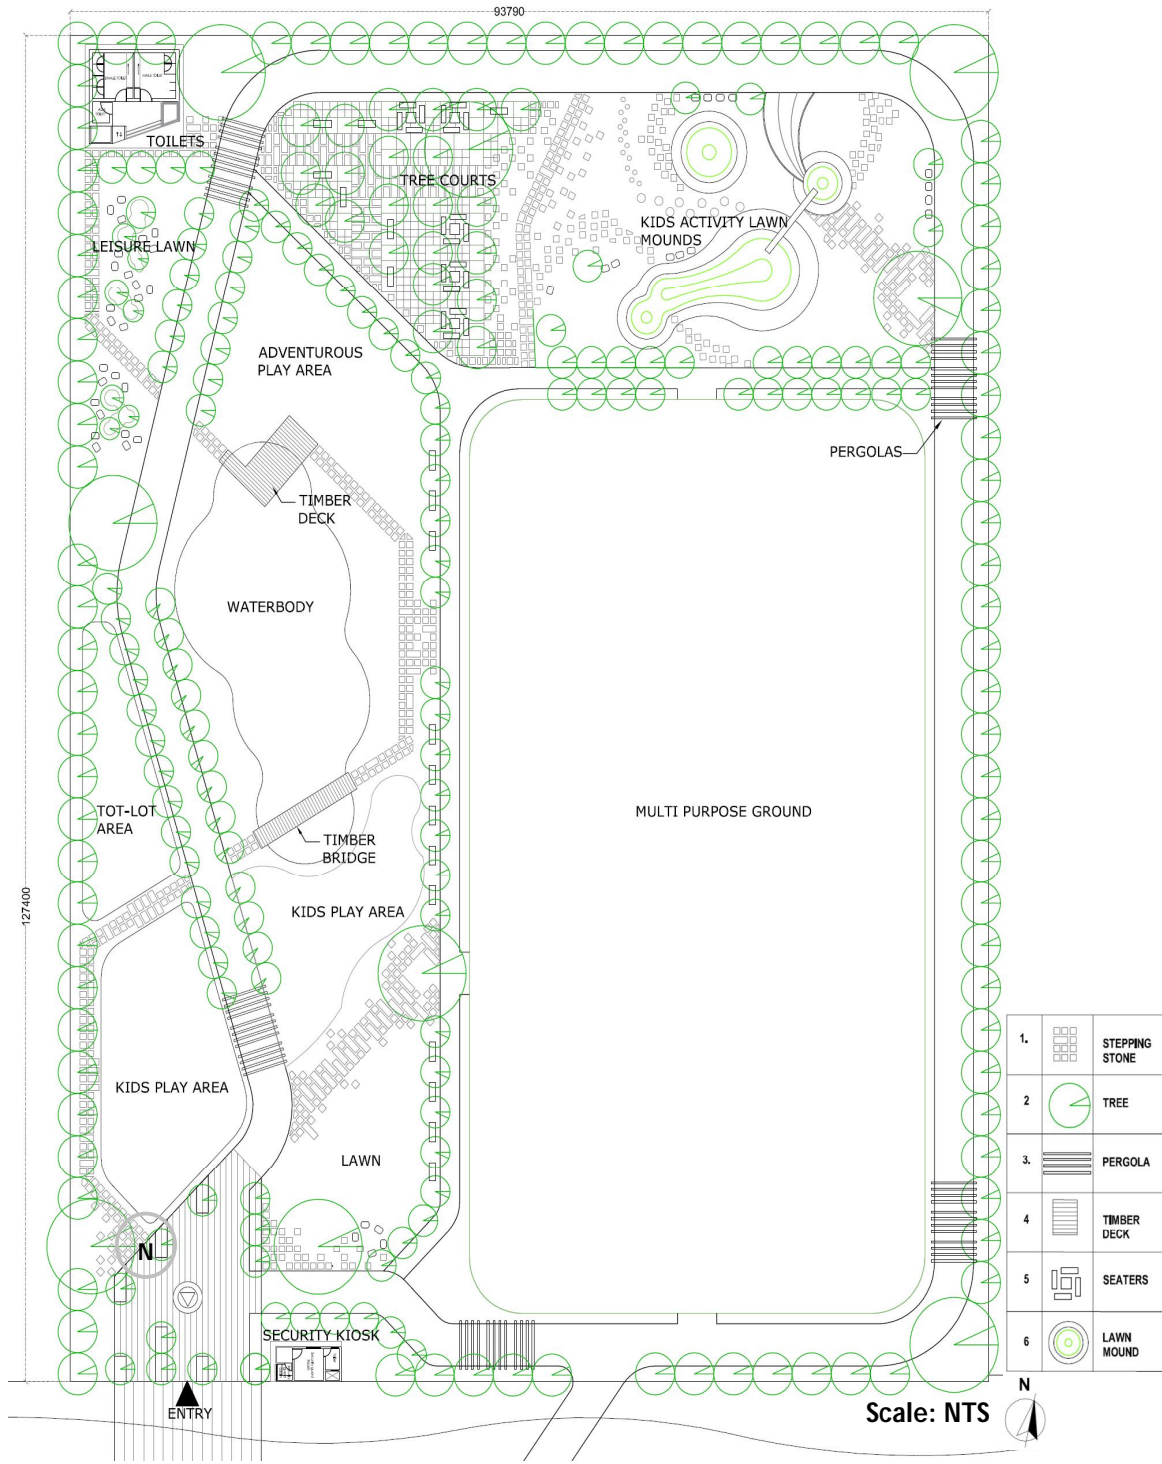 93790
TOILETS
TREE COURTS
LEISURE LAWN
KIDS ACTIVITY LAWN
MOUNDS
ADVENTUROUS
PLAY AREA
PERGOLAS
TIMBER
DECK
WATERBODY
TOT-LOT
AREA
MULTI PURPOSE GROUND
TIMBER
BRIDGE
127400
KIDS PLAY AREA
KIDS PLAY AREA
LAWN
N
SECURITY KIOSK
ENTRY
1.
STEPPING
STONE
2
TREE
3.
PERGOLA
4
TIMBER
DECK
5
SEATERS
6
LAWN
MOUND
N
Scale: NTS